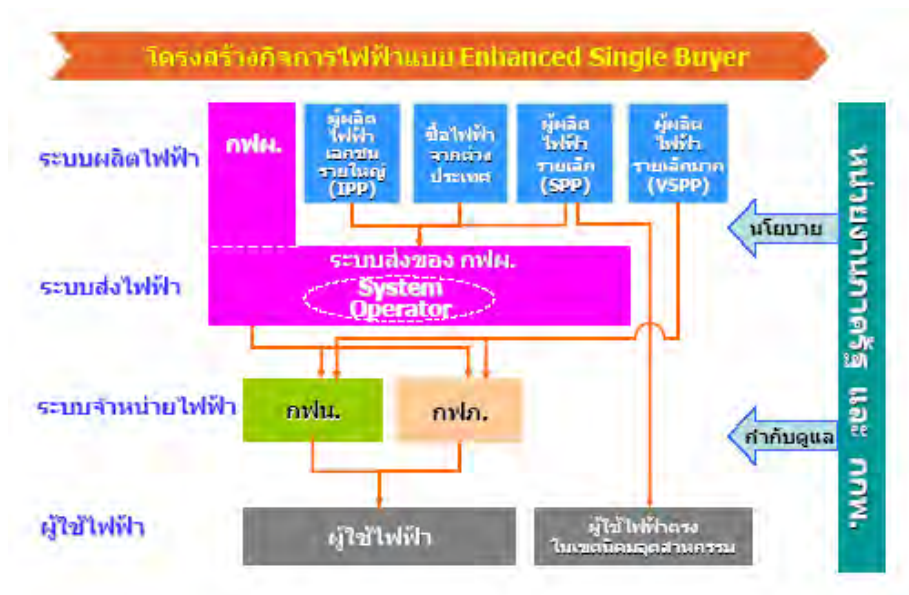 โครงสร้างกิจการไฟฟ้าแบบ Enhanced Single Buyer
ระบบผลิตไฟฟ้า
กฟผ.
ผู้ผลิต
ไฟฟ้า
เอกชน
รายใหญ่
(IPP)
ซื้อไฟฟ้า
จากต่าง
ประเทศ
ผู้ผลิต
ไฟฟ้า
รายเล็ก
(SPP)
ผู้ผลิต
ไฟฟ้า
รายเล็กมาก
(VSPP)
นโยบาย
ระบบส่งไฟฟ้า
ระบบส่งของ กฟผ.
System
Operator
ระบบจำหน่ายไฟฟ้า
กฟน.
กฟภ.
กำกับดูแล
ผู้ใช้ไฟฟ้า
ผู้ใช้ไฟฟ้า
ผู้ใช้ไฟฟ้าตรง
ในเขตนิคมอุตสาหกรรม
หน่วยงานภาครัฐ และ กกพ.